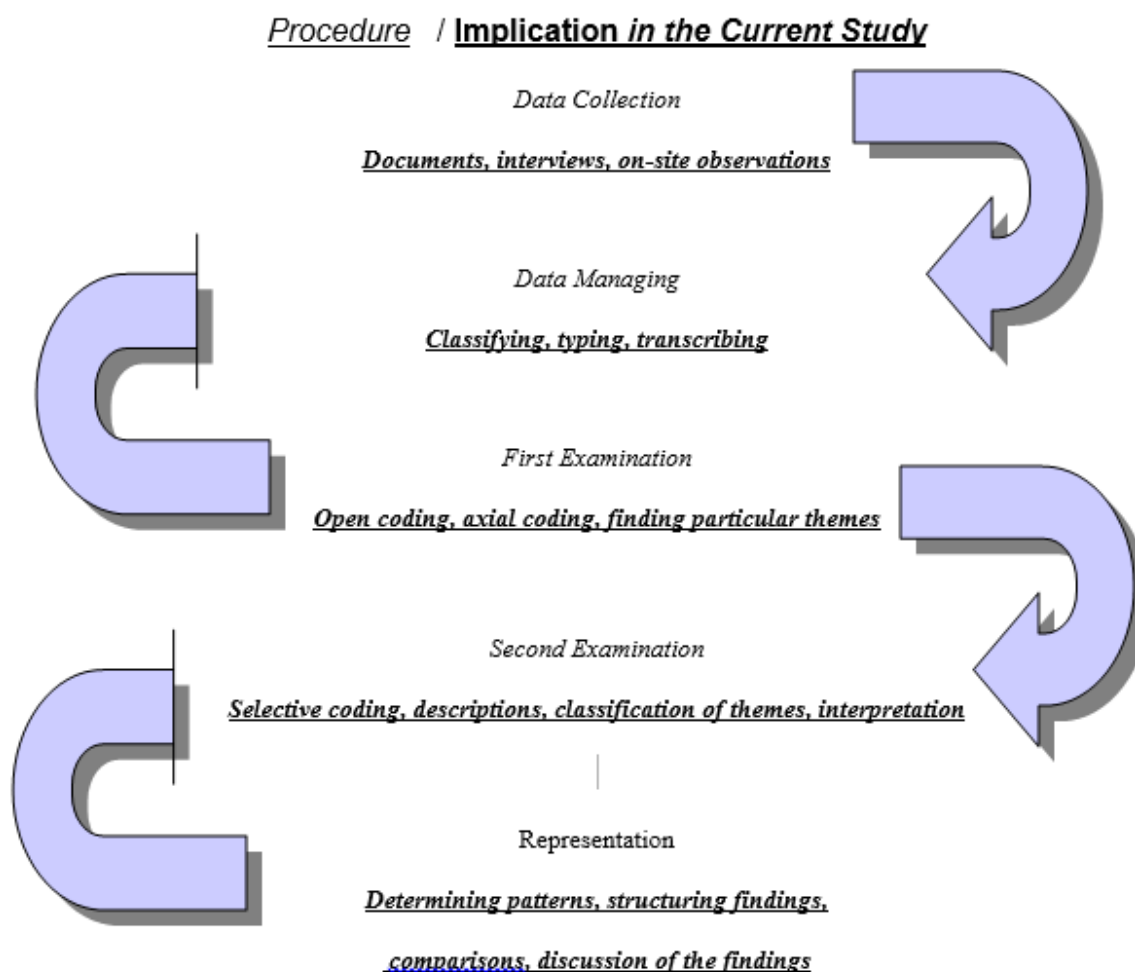 Procedure / Implication in the Current Study
Data Collection
Documents, interviews, on-site observations
Data Managing
Classifying, typing, transcribing
First Examination
Open coding, axial coding, finding particular themes
Second Examination
Selective coding, descriptions, classification of themes, interpretation
Representation
Determining patterns, structuring findings,
comparisons, discussion of the findings